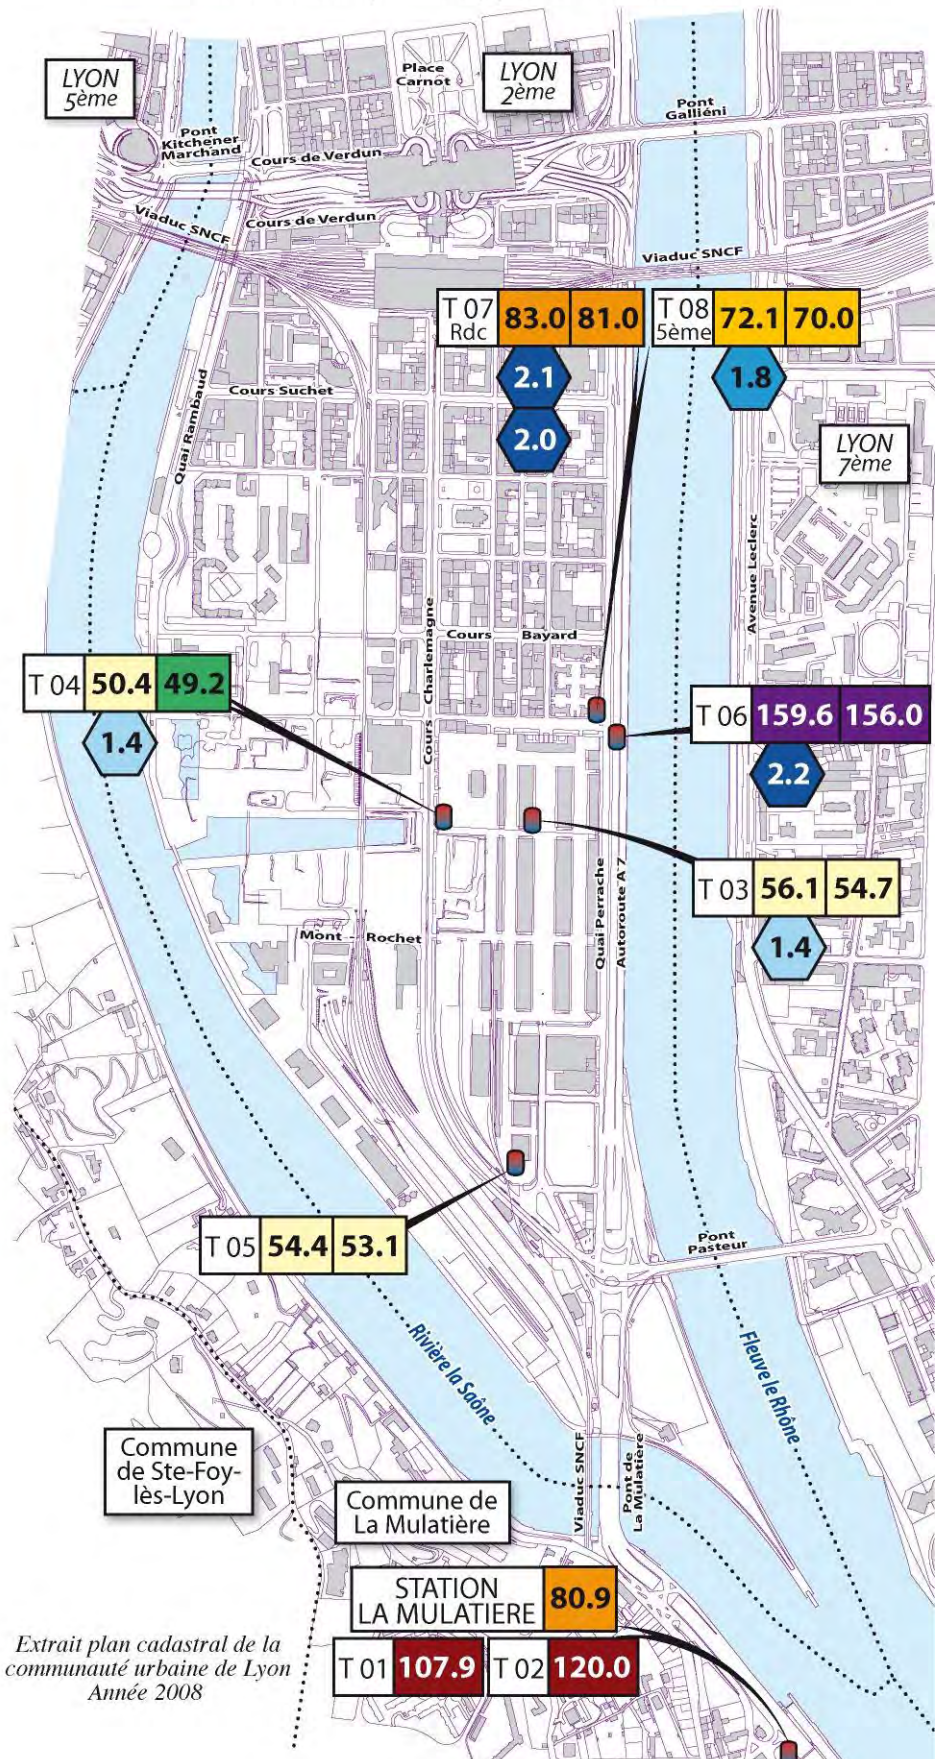 LYON
5ème
Place
Carnot
LYON
2ème
Pont
Galliéni
Pont
Kitchener
Marchand
Cours de Verdun
Viaduc SNCF
Cours de Verdun
Viaduc SNCF
T 07
Rdc
83.0
81.0
T 08
5ème
72.1
70.0
2.1
1.8
2.0
Cours Suchet
Quai Rambaud
LYON
7ème
Avenue Leclerc
Cours Charlemagne
Cours Bayard
T 04
50.4
49.2
1.4
T 06
159.6
156.0
2.2
T 03
56.1
54.7
1.4
Quai Perrache
Autoroute A 7
Mont Rochet
T 05
54.4
53.1
Pont
Pasteur
Rivière la Saône
Fleuve le Rhône
Commune
de Ste-Foy-
lès-Lyon
Commune de
La Mulatière
Viaduc SNCF
Pont de
La Mulatière
STATION
LA MULATIERE
80.9
T 01
107.9
T 02
120.0
Extrait plan cadastral de la
communauté urbaine de Lyon
Année 2008